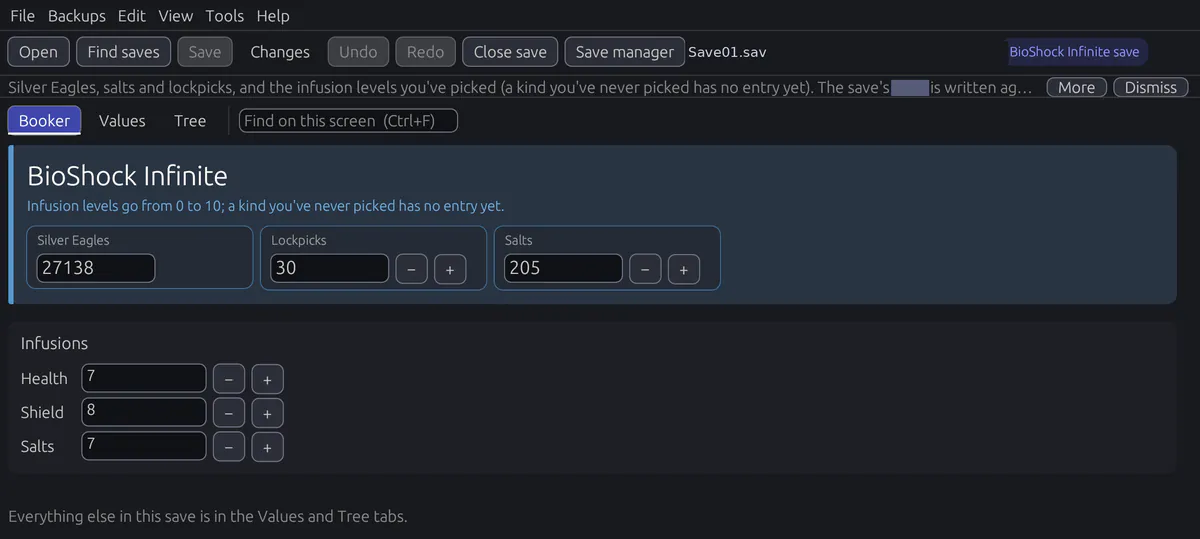 File Backups Edit View Tools Help
Open Find saves Save Changes Undo Redo Close save Save manager Save01.sav BioShock Infinite save
Silver Eagles, salts and lockpicks, and the infusion levels you've picked (a kind you've never picked has no entry yet). The save's is written ag… More Dismiss
Booker Values Tree Find on this screen (Ctrl+F)
BioShock Infinite
Infusion levels go from 0 to 10; a kind you've never picked has no entry yet.
Silver Eagles Lockpicks Salts
27138 30 − + 205 − +
Infusions
Health 7 − +
Shield 8 − +
Salts 7 − +
Everything else in this save is in the Values and Tree tabs.